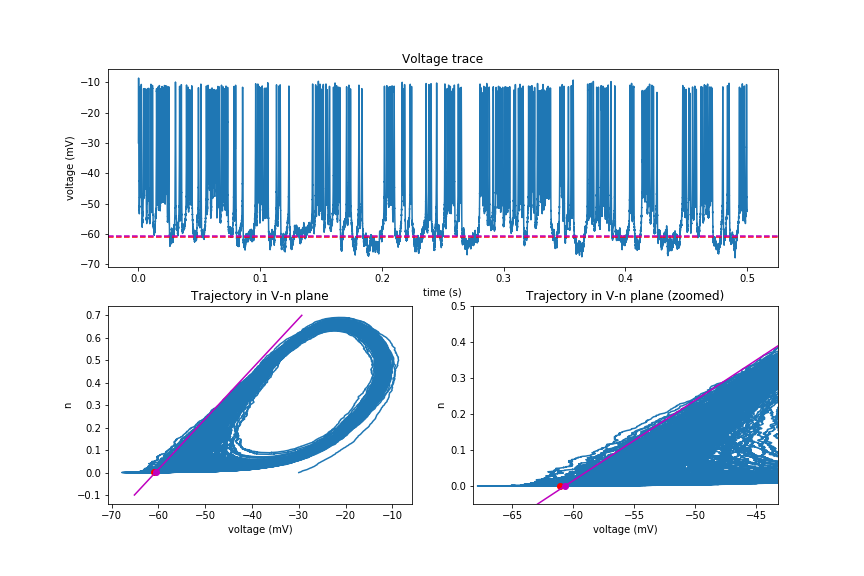 Voltage trace
voltage (mV)
−10
−20
−30
−40
−50
−60
−70
0.0 0.1 0.2 0.3 0.4 0.5
time (s)
Trajectory in V-n plane
n
0.7
0.6
0.5
0.4
0.3
0.2
0.1
0.0
−0.1
−70 −60 −50 −40 −30 −20 −10
voltage (mV)
Trajectory in V-n plane (zoomed)
n
0.5
0.4
0.3
0.2
0.1
0.0
−65 −60 −55 −50 −45
voltage (mV)